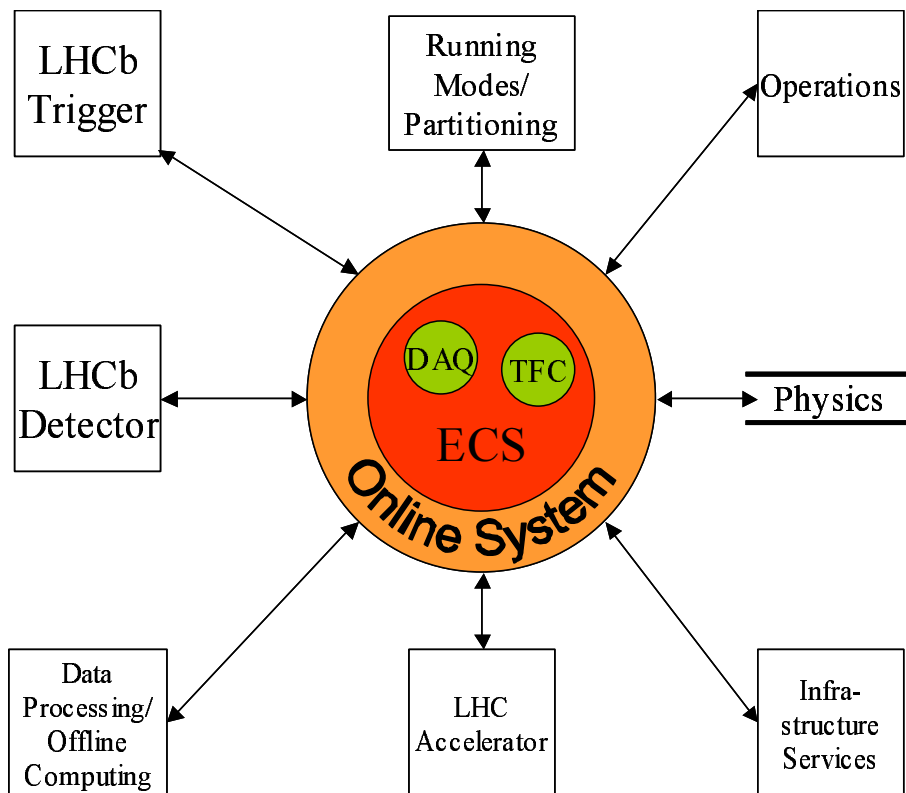 LHCb
Trigger
Running
Modes/
Partitioning
Operations
LHCb
Detector
DAQ
TFC
ECS
Online System
Physics
Data
Processing/
Offline
Computing
LHC
Accelerator
Infra-
structure
Services